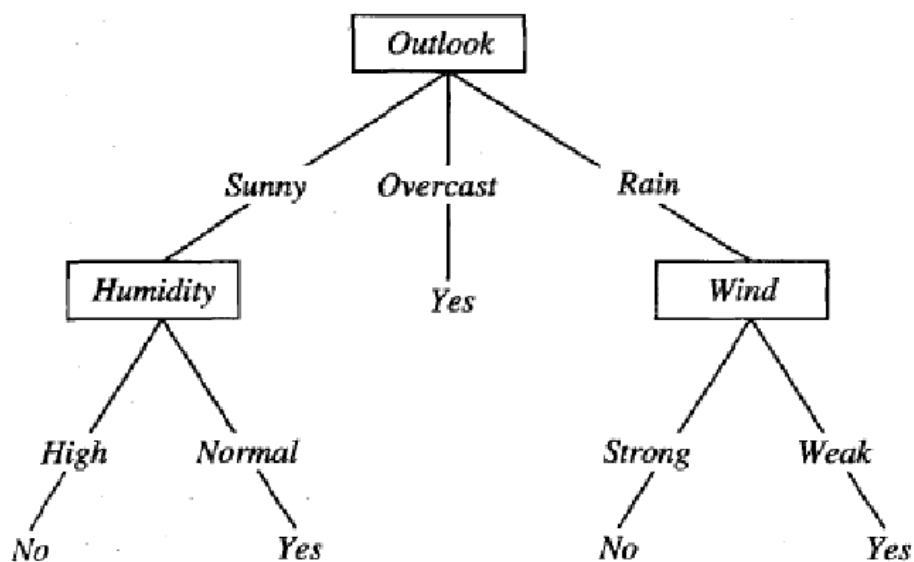 Outlook
Sunny Overcast Rain
Humidity Yes Wind
High Normal Strong Weak
No Yes No Yes